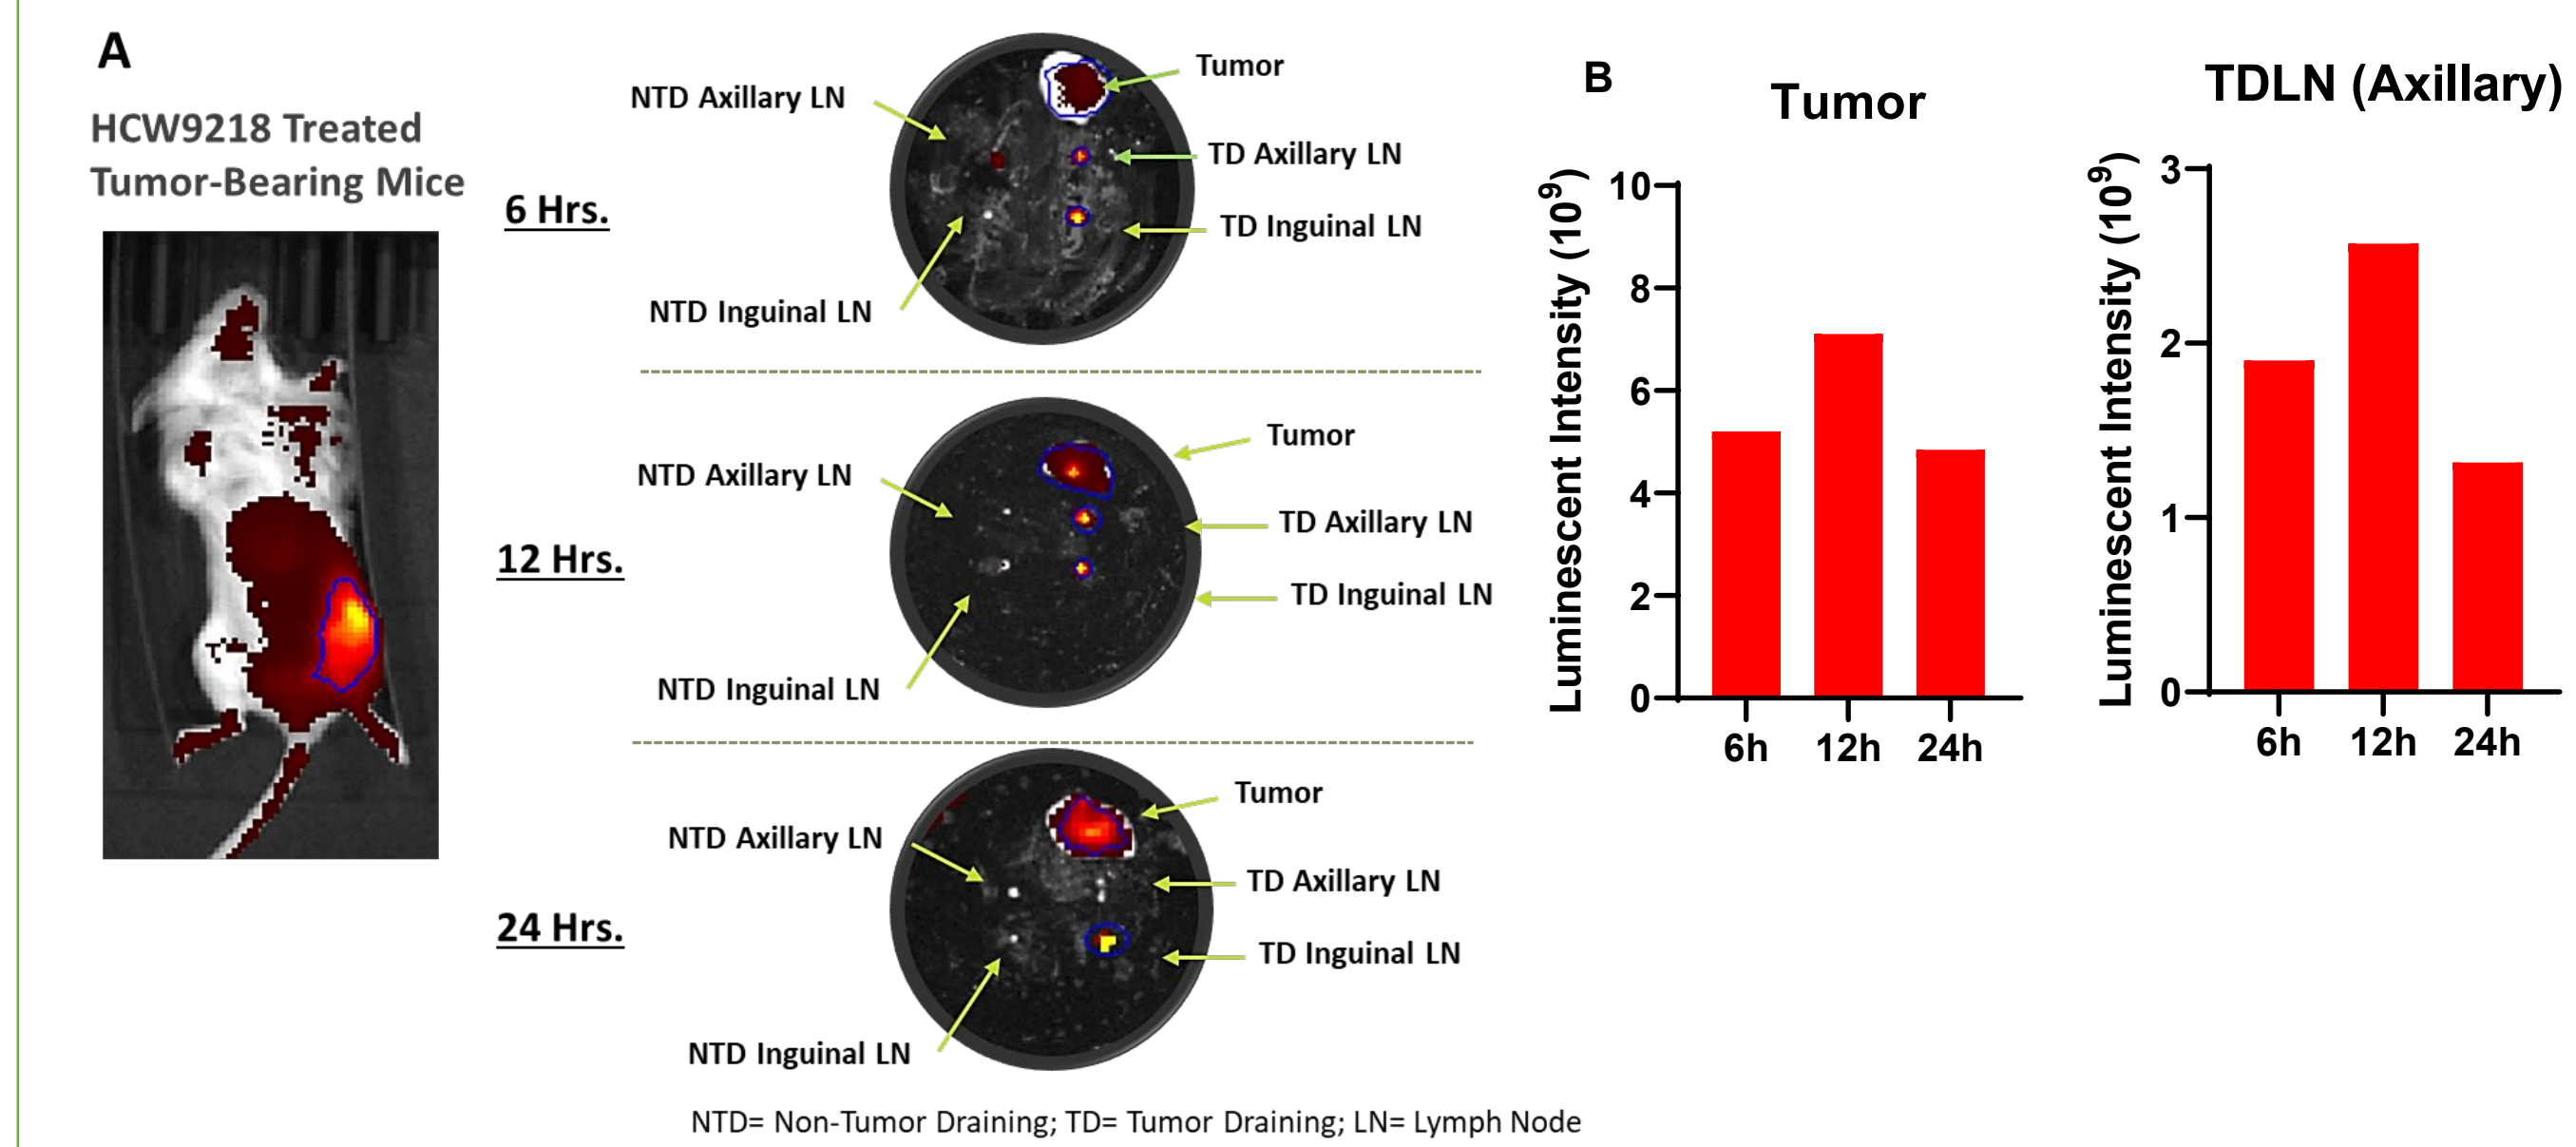 A
HCW9218 Treated
Tumor-Bearing Mice
6 Hrs.
NTD Axillary LN
NTD Inguinal LN
Tumor
TD Axillary LN
TD Inguinal LN
12 Hrs.
NTD Axillary LN
NTD Inguinal LN
Tumor
TD Axillary LN
TD Inguinal LN
24 Hrs.
NTD Axillary LN
NTD Inguinal LN
Tumor
TD Axillary LN
TD Inguinal LN
NTD= Non-Tumor Draining; TD= Tumor Draining; LN= Lymph Node
B
Tumor
Luminescent Intensity (10⁹)
10
8
6
4
2
0
6h 12h 24h
TDLN (Axillary)
Luminescent Intensity (10⁹)
3
2
1
0
6h 12h 24h